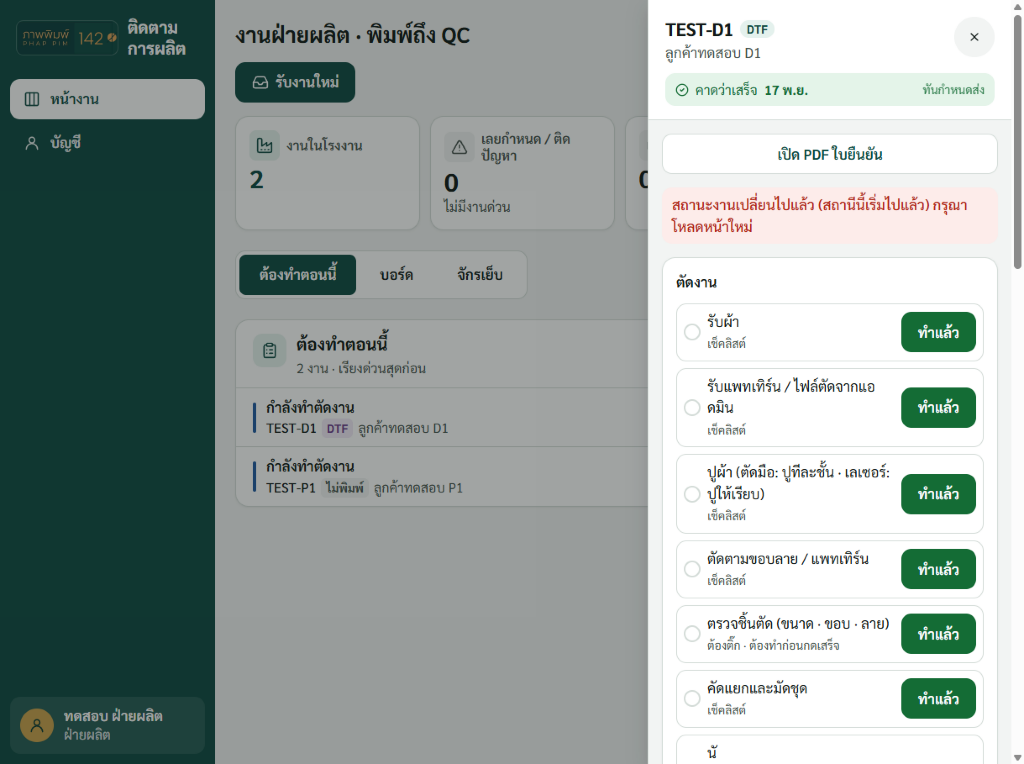 ภาพพิมพ์
PHAP PIM
142
ติดตาม
การผลิต
หน้างาน
บัญชี
ทดสอบ ฝ่ายผลิต
ฝ่ายผลิต
งานฝ่ายผลิต · พิมพ์ถึง QC
รับงานใหม่
งานในโรงงาน
2
เลยกำหนด / ติด
ปัญหา
0
ไม่มีงานด่วน
ต้องทำตอนนี้
บอร์ด
จักรเย็บ
ต้องทำตอนนี้
2 งาน · เรียงด่วนสุดก่อน
กำลังทำตัดงาน
TEST-D1 DTF ลูกค้าทดสอบ D1
กำลังทำตัดงาน
TEST-P1 ไม่พิมพ์ ลูกค้าทดสอบ P1
TEST-D1 DTF
ลูกค้าทดสอบ D1
คาดว่าเสร็จ 17 พ.ย.
ทันกำหนดส่ง
เปิด PDF ใบยืนยัน
สถานะงานเปลี่ยนไปแล้ว (สถานีนี้เริ่มไปแล้ว) กรุณา
โหลดหน้าใหม่
ตัดงาน
รับผ้า
เช็คลิสต์
ทำแล้ว
รับแพทเทิร์น / ไฟล์ตัดจากแอ
ดมิน
เช็คลิสต์
ทำแล้ว
ปูผ้า (ตัดมือ: ปูทีละชั้น · เลเซอร์:
ปูให้เรียบ)
เช็คลิสต์
ทำแล้ว
ตัดตามขอบลาย / แพทเทิร์น
เช็คลิสต์
ทำแล้ว
ตรวจชิ้นตัด (ขนาด · ขอบ · ลาย)
ต้องติ๊ก · ต้องทำก่อนกดเสร็จ
ทำแล้ว
คัดแยกและมัดชุด
เช็คลิสต์
ทำแล้ว